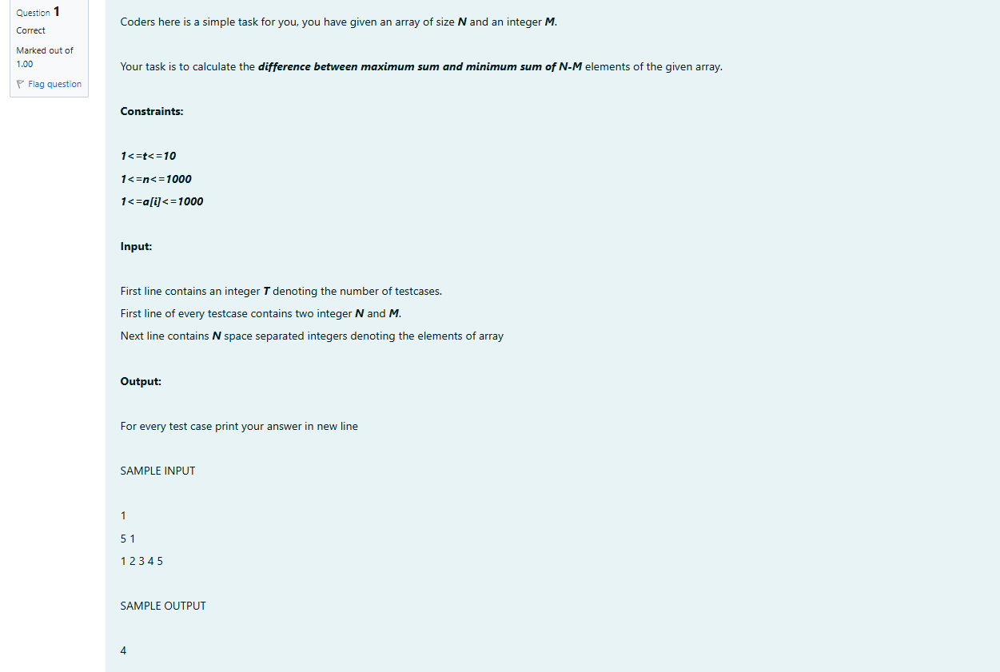 Question 1
Correct
Marked out of
1.00
Flag question
Coders here is a simple task for you, you have given an array of size N and an integer M.
Your task is to calculate the difference between maximum sum and minimum sum of N-M elements of the given array.
Constraints:
1<=t<=10
1<=n<=1000
1<=a[i]<=1000
Input:
First line contains an integer T denoting the number of testcases.
First line of every testcase contains two integer N and M.
Next line contains N space separated integers denoting the elements of array
Output:
For every test case print your answer in new line
SAMPLE INPUT
1
5 1
1 2 3 4 5
SAMPLE OUTPUT
4